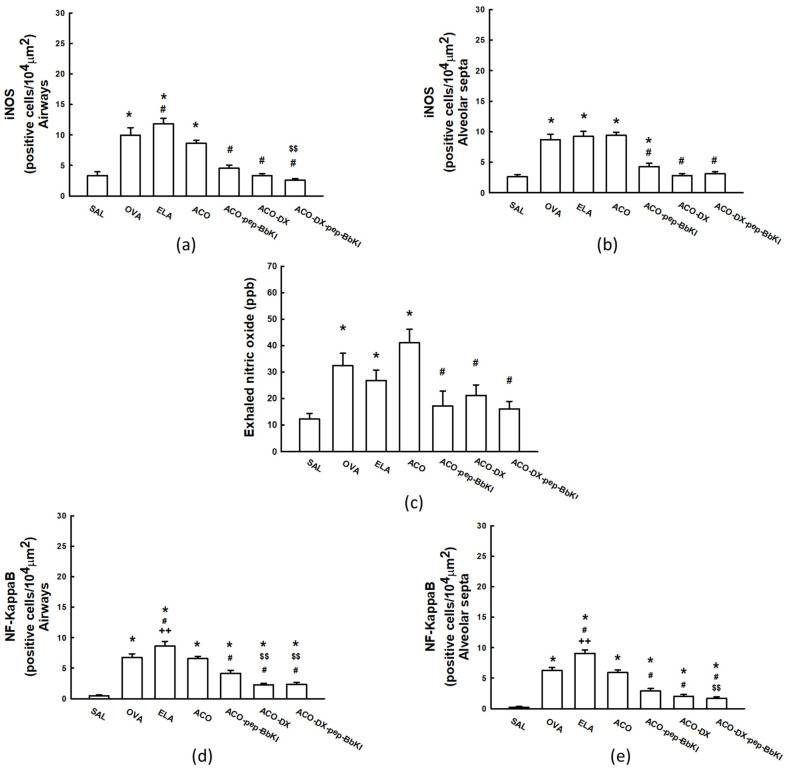 iNOS
(positive cells/10⁴μm²)
Airways
30
25
20
15
10
5
0
*
*
#
*
#
#
$$
#
SAL
OVA
ELA
ACO
ACO-pep-BbKI
ACO-DX
ACO-DX-pep-BbKI
(a)
iNOS
(positive cells/10⁴μm²)
Alveolar septa
30
25
20
15
10
5
0
*
*
*
*
#
#
#
SAL
OVA
ELA
ACO
ACO-pep-BbKI
ACO-DX
ACO-DX-pep-BbKI
(b)
Exhaled nitric oxide (ppb)
70
60
50
40
30
20
10
0
*
*
*
#
#
#
SAL
OVA
ELA
ACO
ACO-pep-BbKI
ACO-DX
ACO-DX-pep-BbKI
(c)
NF-KappaB
(positive cells/10⁴μm²)
Airways
30
25
20
15
10
5
0
*
*
#
++
*
*
#
*
$$
#
*
$$
#
SAL
OVA
ELA
ACO
ACO-pep-BbKI
ACO-DX
ACO-DX-pep-BbKI
(d)
NF-KappaB
(positive cells/10⁴μm²)
Alveolar septa
30
25
20
15
10
5
0
*
*
#
++
*
*
#
*
#
*
#
$$
SAL
OVA
ELA
ACO
ACO-pep-BbKI
ACO-DX
ACO-DX-pep-BbKI
(e)